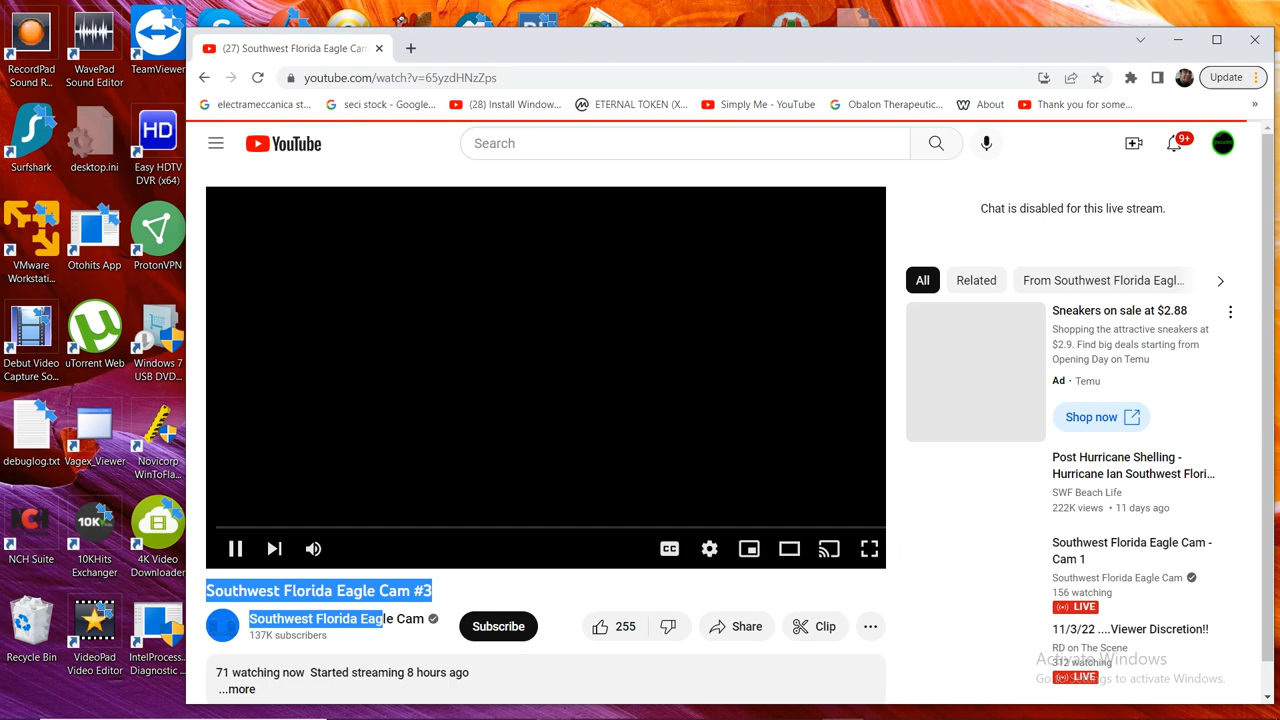 (27) Southwest Florida Eagle Cam
youtube.com/watch?v=65yzdHNzZps
Update
electrameccanica st...
seci stock - Google...
(28) Install Window...
ETERNAL TOKEN (X...
Simply Me - YouTube
Obalon Therapeutic...
About
Thank you for some...
»
YouTube
Search
9+
Chat is disabled for this live stream.
All
Related
From Southwest Florida Eagl...
Sneakers on sale at $2.88
Shopping the attractive sneakers at
$2.9. Find big deals starting from
Opening Day on Temu
Ad · Temu
Shop now
Post Hurricane Shelling -
Hurricane Ian Southwest Flori...
SWF Beach Life
222K views • 11 days ago
Southwest Florida Eagle Cam -
Cam 1
Southwest Florida Eagle Cam
156 watching
LIVE
11/3/22 ....Viewer Discretion!!
RD on The Scene
312 watching
LIVE
Activate Windows
Go to Settings to activate Windows.
CC
Southwest Florida Eagle Cam #3
Southwest Florida Eagle Cam
137K subscribers
Subscribe
255
Share
Clip
71 watching now Started streaming 8 hours ago
...more
RecordPad
Sound R...
WavePad
Sound Editor
TeamViewer
Surfshark
desktop.ini
HD
Easy HDTV
DVR (x64)
VMware
Workstati...
Otohits App
ProtonVPN
Debut Video
Capture So...
uTorrent Web
Windows 7
USB DVD...
debuglog.txt
Vagex_Viewer
Novicorp
WinToFla...
NCH
NCH Suite
10KH
10KHits
Exchanger
4K Video
Downloader
Recycle Bin
VideoPad
Video Editor
IntelProcess...
Diagnostic ...